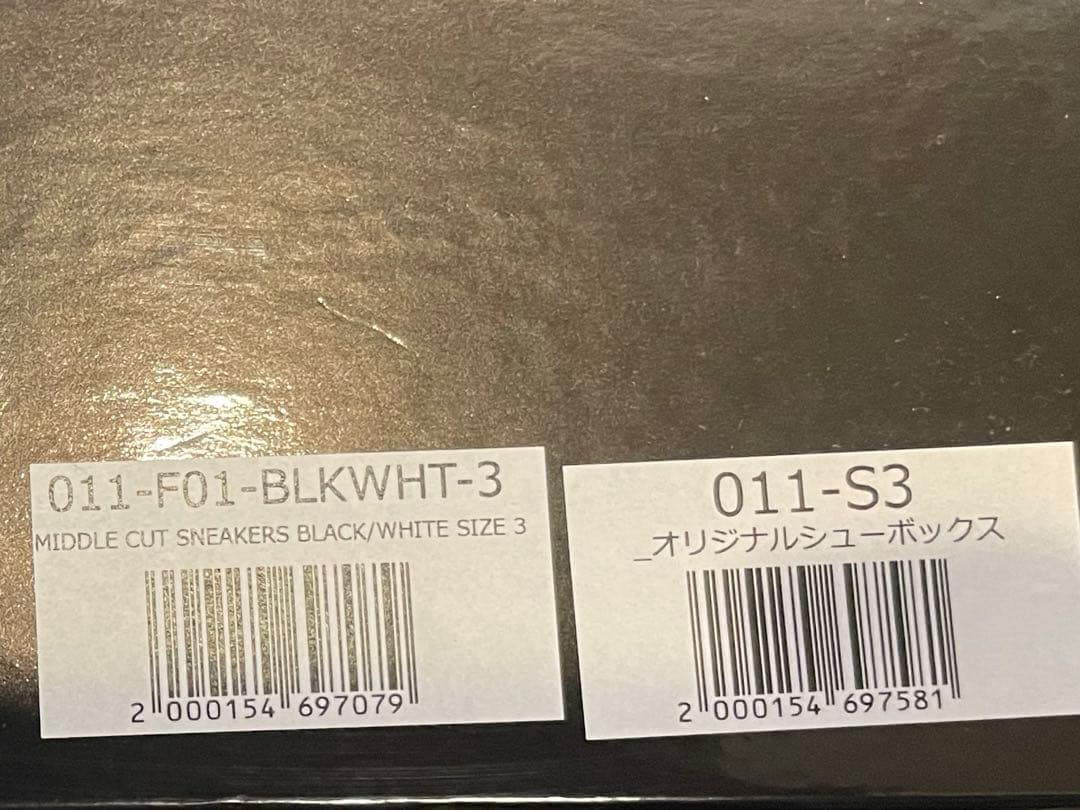 011-F01-BLKWHT-3
MIDDLE CUT SNEAKERS BLACK/WHITE SIZE 3
2 000154 697079
011-S3
_オリジナルシューボックス
2 000154 697581